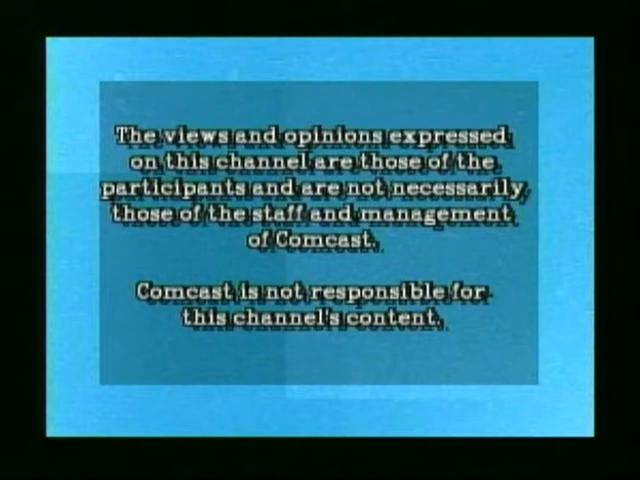 The views and opinions expressed
on this channel are those of the
participants and are not necessarily
those of the staff and management
of Comcast.
Comcast is not responsible for
this channel's content.